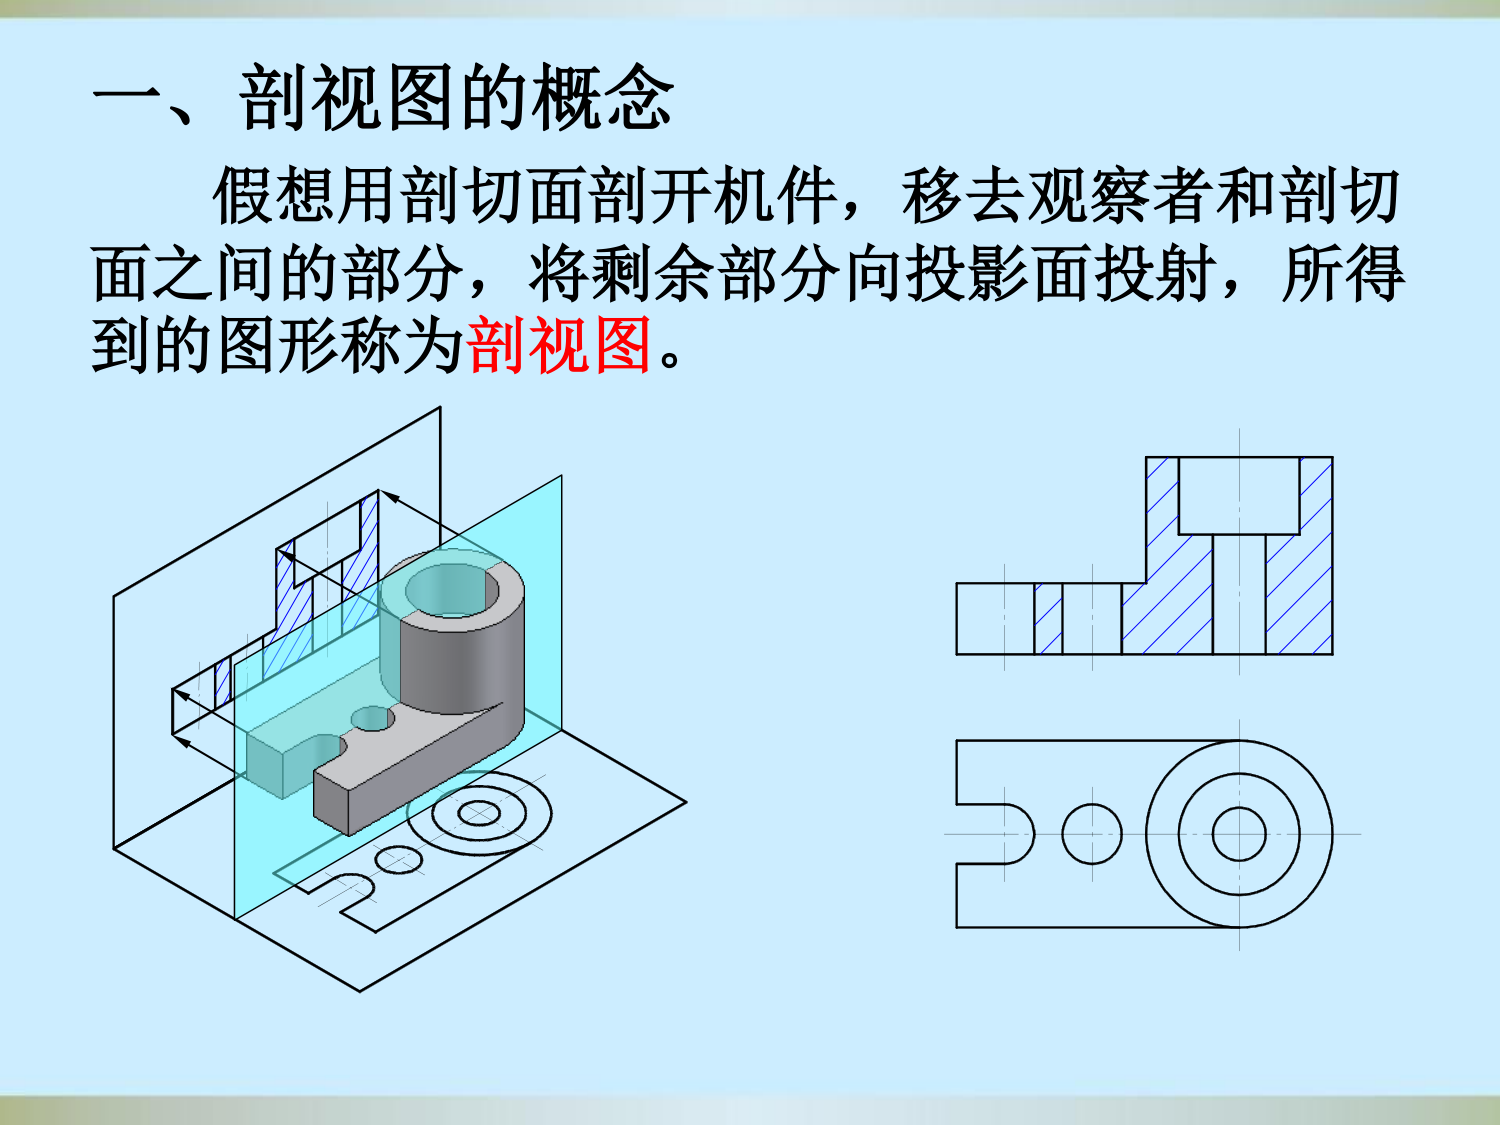 一、剖视图的概念
假想用剖切面剖开机件，移去观察者和剖切
面之间的部分，将剩余部分向投影面投射，所得
到的图形称为剖视图。